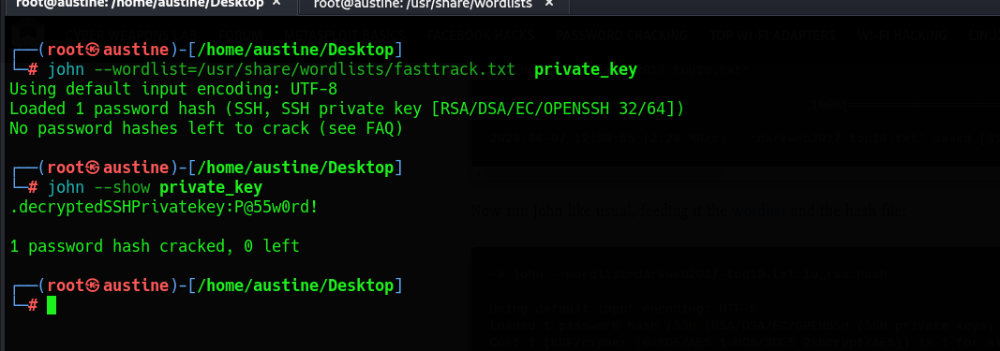 root@austine: /home/austine/Desktop × root@austine: /usr/share/wordlists ×
┌──(root㉿austine)-[/home/austine/Desktop]
└─# john --wordlist=/usr/share/wordlists/fasttrack.txt  private_key
Using default input encoding: UTF-8
Loaded 1 password hash (SSH, SSH private key [RSA/DSA/EC/OPENSSH 32/64])
No password hashes left to crack (see FAQ)
┌──(root㉿austine)-[/home/austine/Desktop]
└─# john --show private_key
.decryptedSSHPrivatekey:P@55w0rd!
1 password hash cracked, 0 left
┌──(root㉿austine)-[/home/austine/Desktop]
└─#